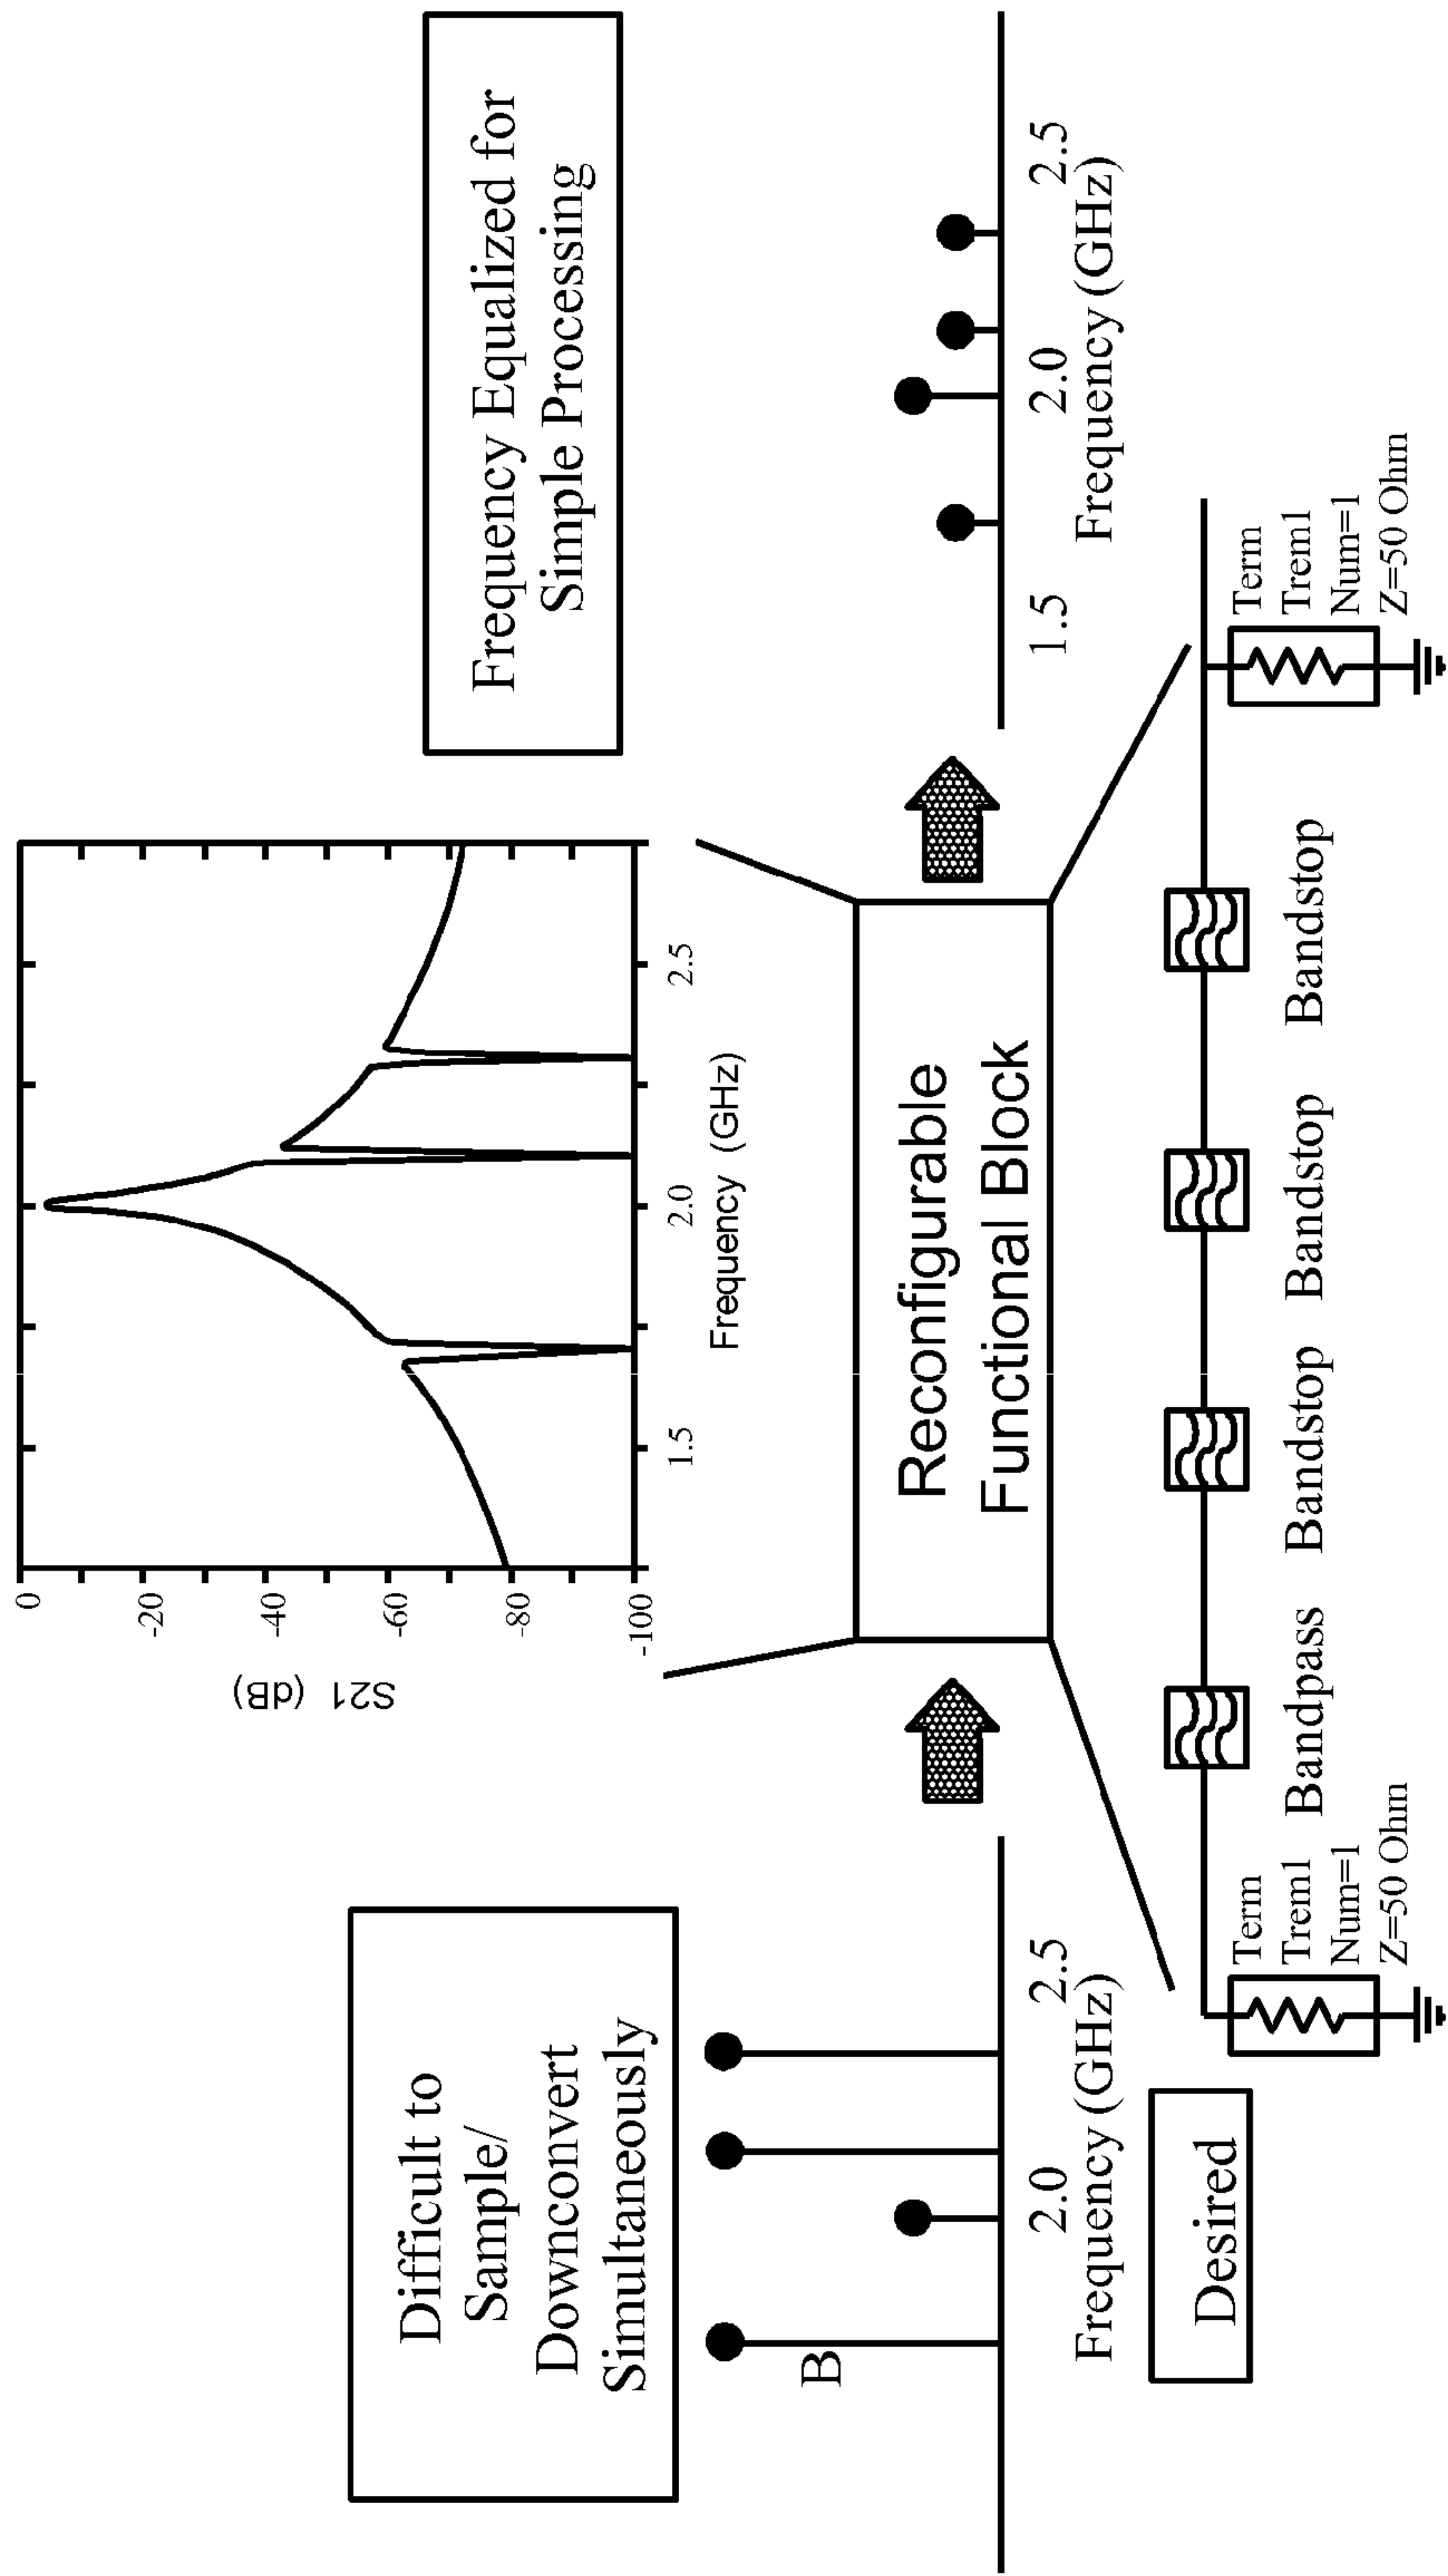 Difficult to
Sample/
Downconvert
Simultaneously
B
2.0
2.5
Frequency (GHz)
Desired
S21 (dB)
0
-20
-40
-60
-80
-100
1.5
2.0
2.5
Frequency (GHz)
Reconfigurable
Functional Block
Frequency Equalized for
Simple Processing
1.5
2.0
2.5
Frequency (GHz)
Term
Trem1
Num=1
Z=50 Ohm
Bandpass
Bandstop
Bandstop
Bandstop
Term
Trem1
Num=1
Z=50 Ohm